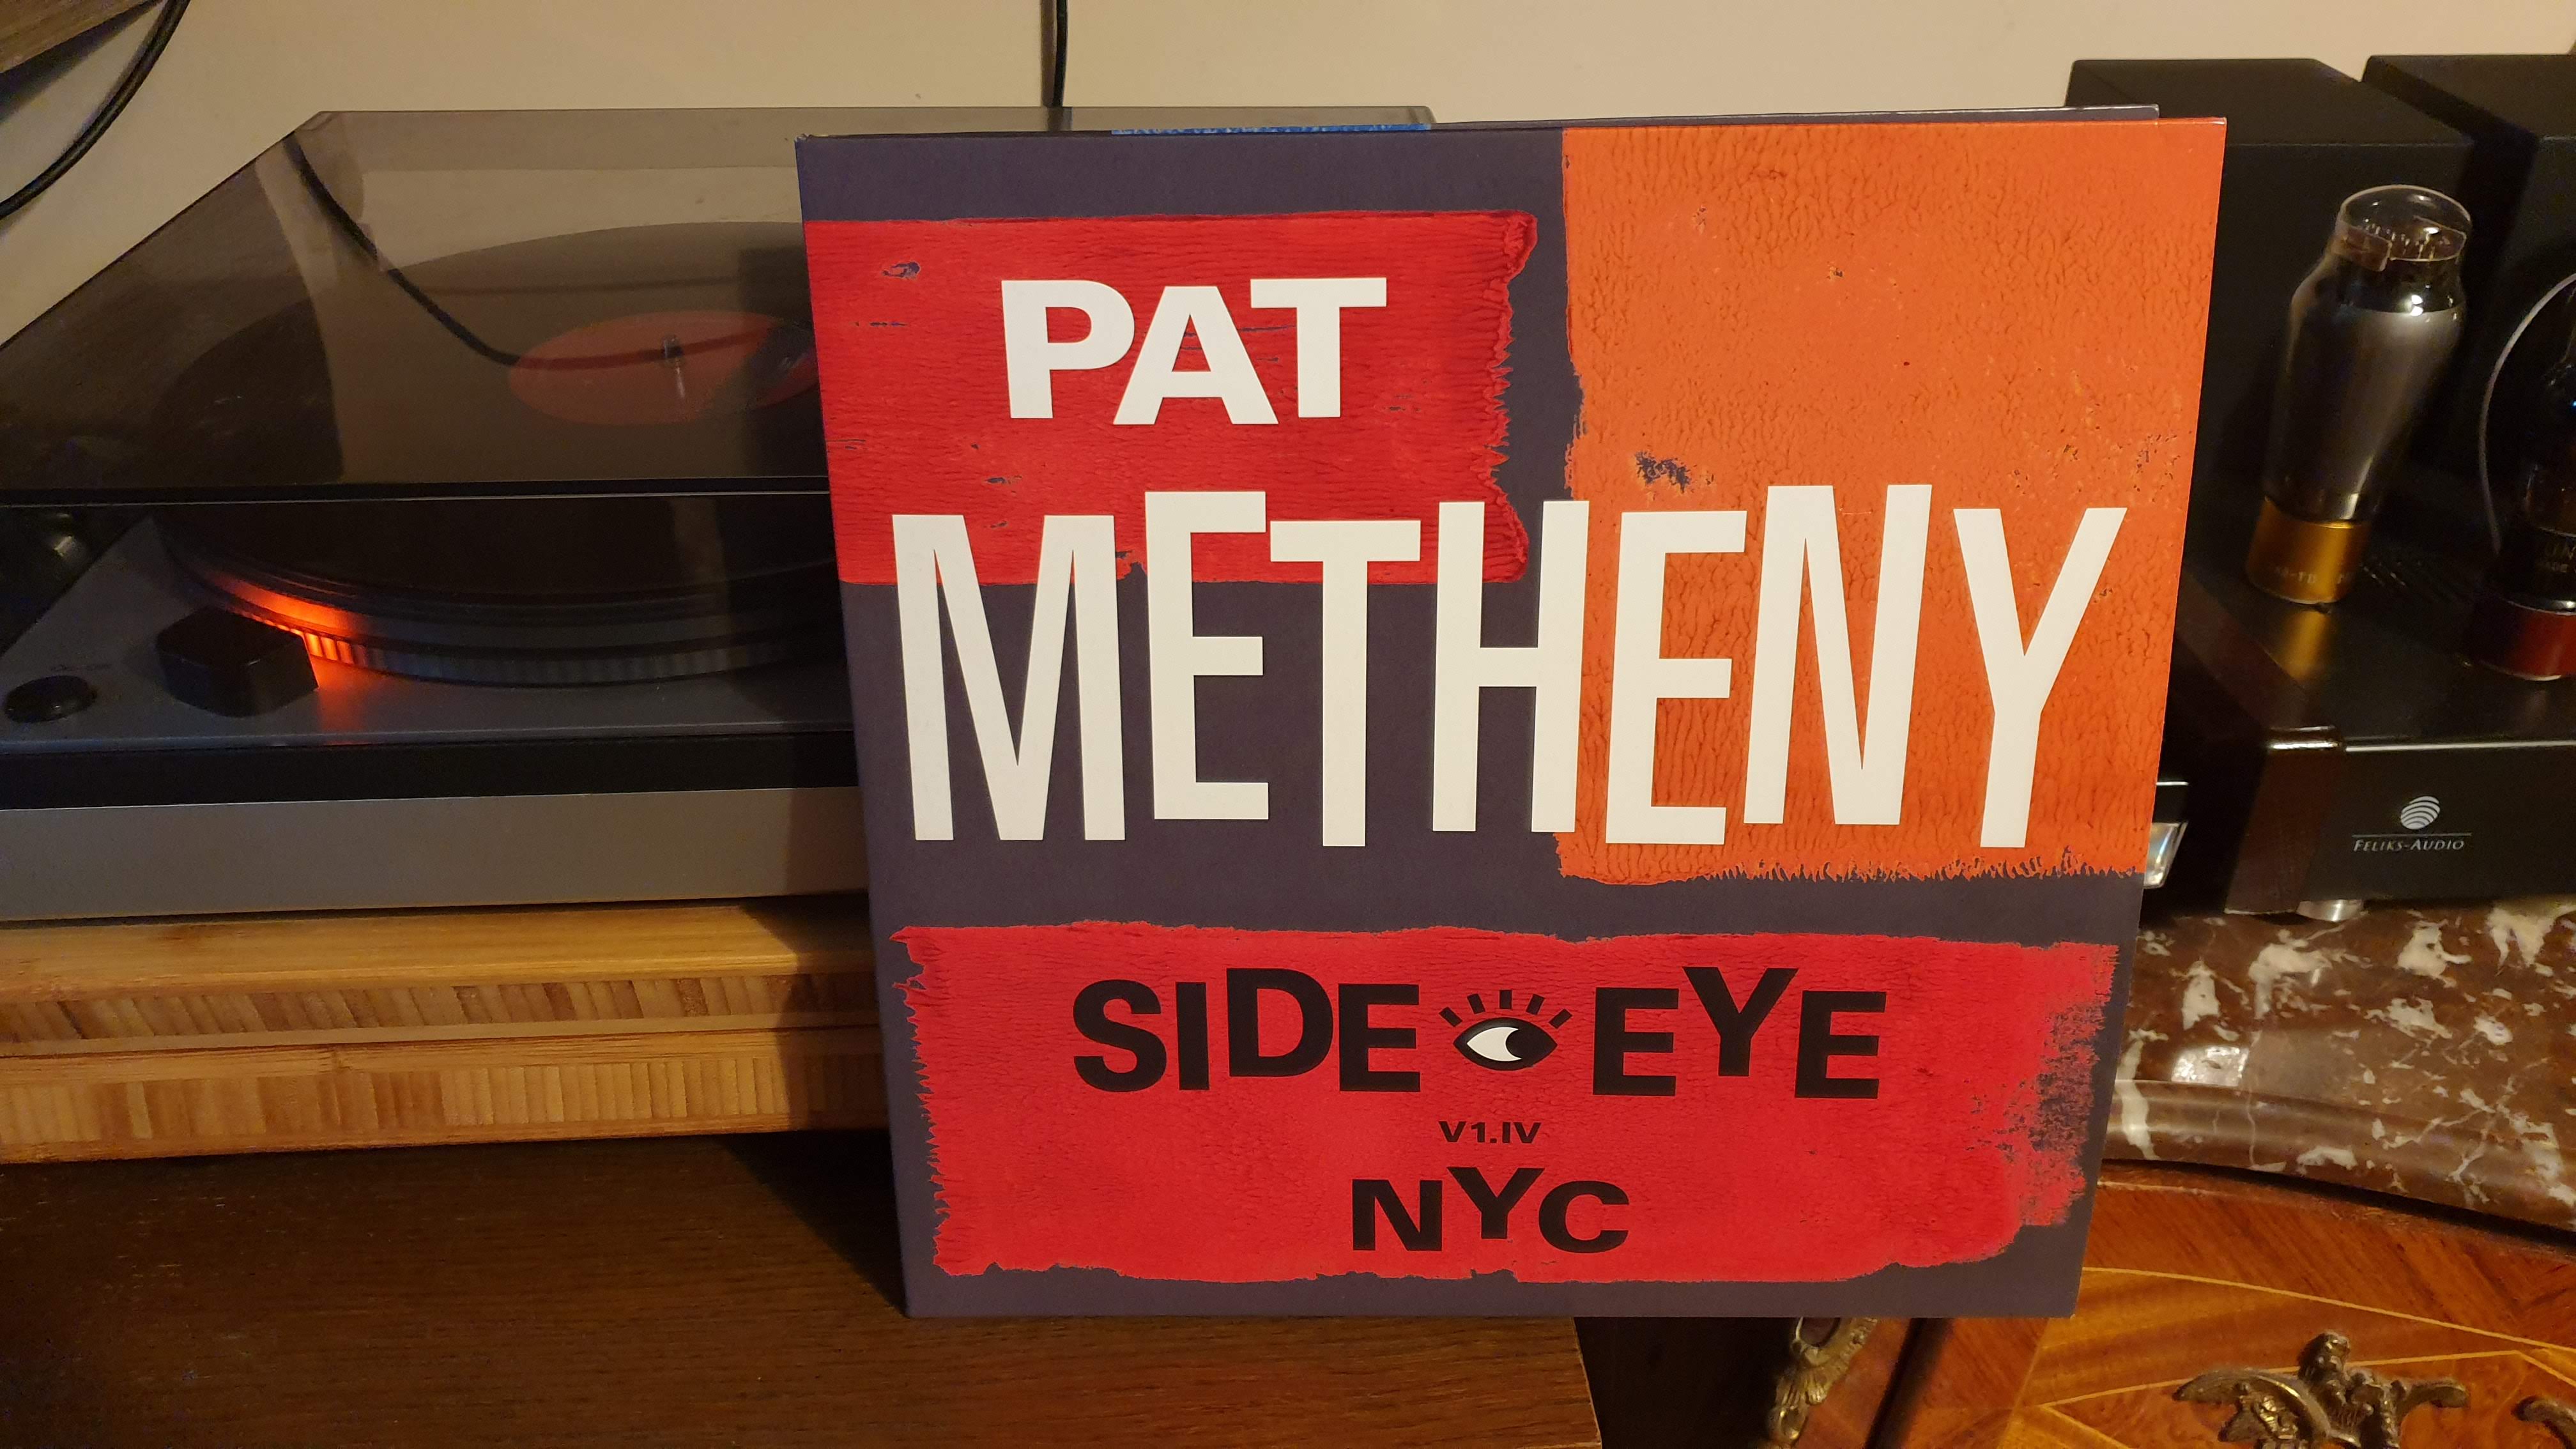 PAT
METHENY
SIDE EYE
V1.IV
NYC
FELIKS-AUDIO